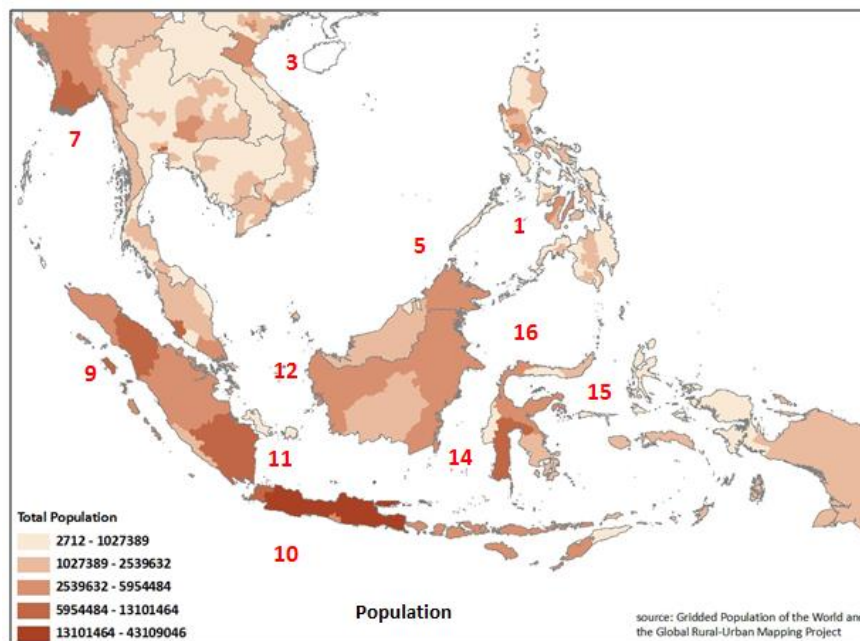 3
7
1
5
16
12
9
15
11
14
10
Total Population
2712 - 1027389
1027389 - 2539632
2539632 - 5954484
5954484 - 13101464
13101464 - 43109046
Population
source: Gridded Population of the World and
the Global Rural-Urban Mapping Project